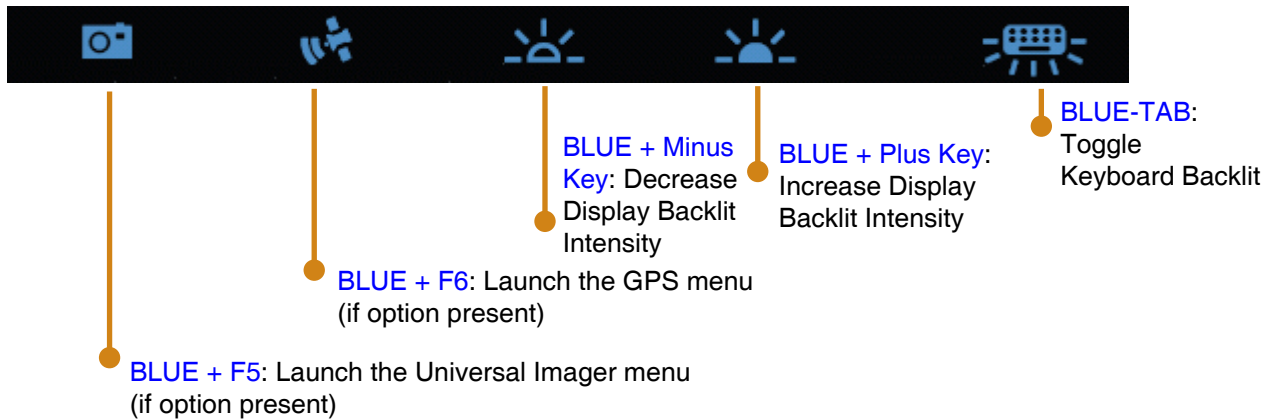 BLUE-TAB:
Toggle
Keyboard Backlit
BLUE + Minus
Key: Decrease
Display Backlit
Intensity
BLUE + Plus Key:
Increase Display
Backlit Intensity
BLUE + F6: Launch the GPS menu
(if option present)
BLUE + F5: Launch the Universal Imager menu
(if option present)